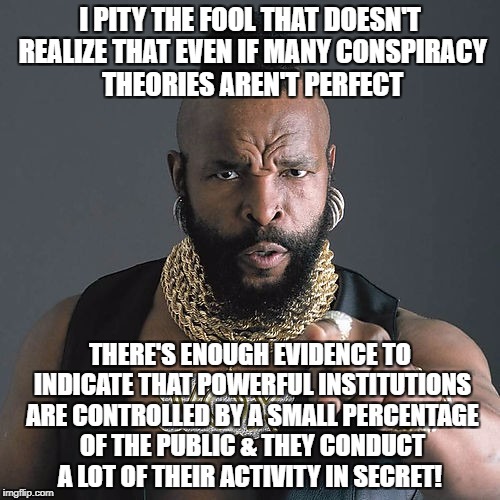 I PITY THE FOOL THAT DOESN'T
REALIZE THAT EVEN IF MANY CONSPIRACY
THEORIES AREN'T PERFECT
THERE'S ENOUGH EVIDENCE TO
INDICATE THAT POWERFUL INSTITUTIONS
ARE CONTROLLED BY A SMALL PERCENTAGE
OF THE PUBLIC & THEY CONDUCT
A LOT OF THEIR ACTIVITY IN SECRET!
imgflip.com